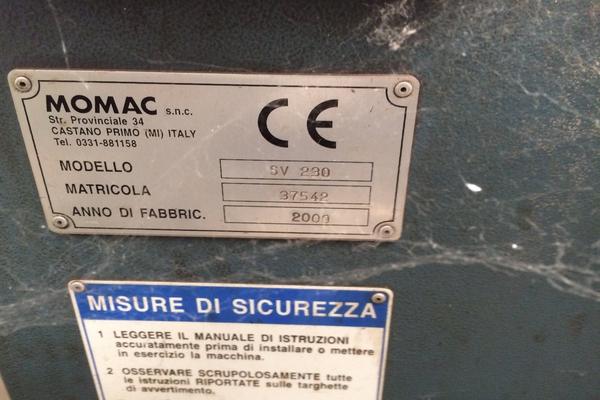 MOMAC s.n.c.
Str. Provinciale 34
CASTANO PRIMO (MI) ITALY
Tel. 0331-881158
CE
MODELLO SV 230
MATRICOLA 37542
ANNO DI FABBRIC. 2000
MISURE DI SICUREZZA
1 LEGGERE IL MANUALE DI ISTRUZIONI
accuratamente prima di installare o mettere
in esercizio la macchina.
2 OSSERVARE SCRUPOLOSAMENTE tutte
le istruzioni RIPORTATE sulle targhette
di avvertimento.